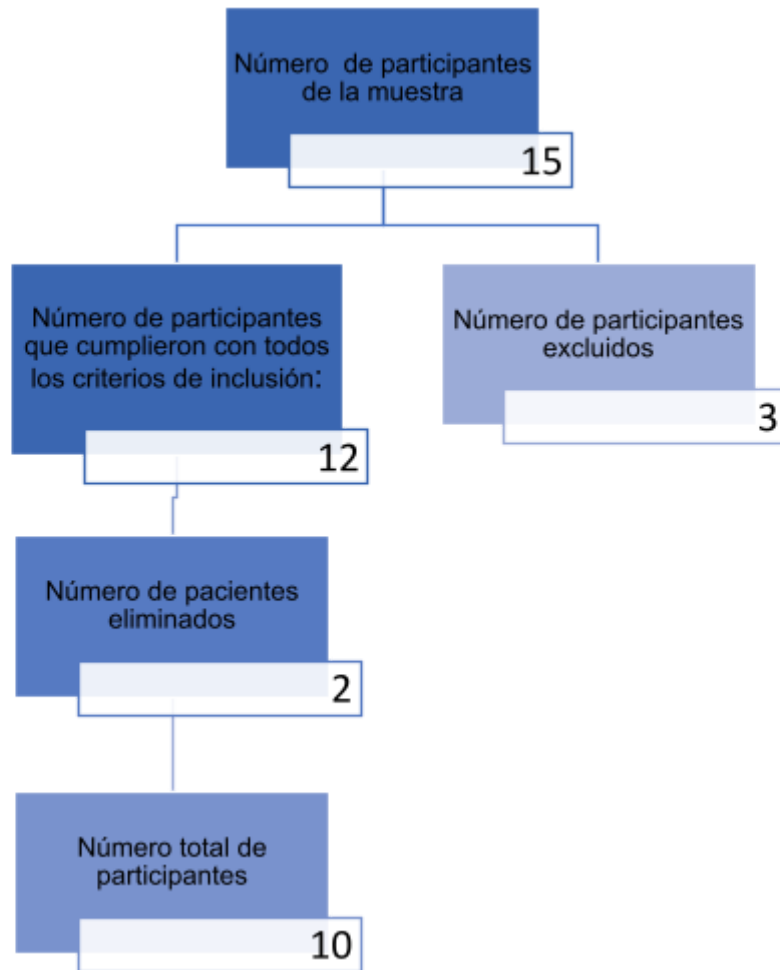 Número de participantes
de la muestra
15
Número de participantes
que cumplieron con todos
los criterios de inclusión:
12
Número de participantes
excluidos
3
Número de pacientes
eliminados
2
Número total de
participantes
10